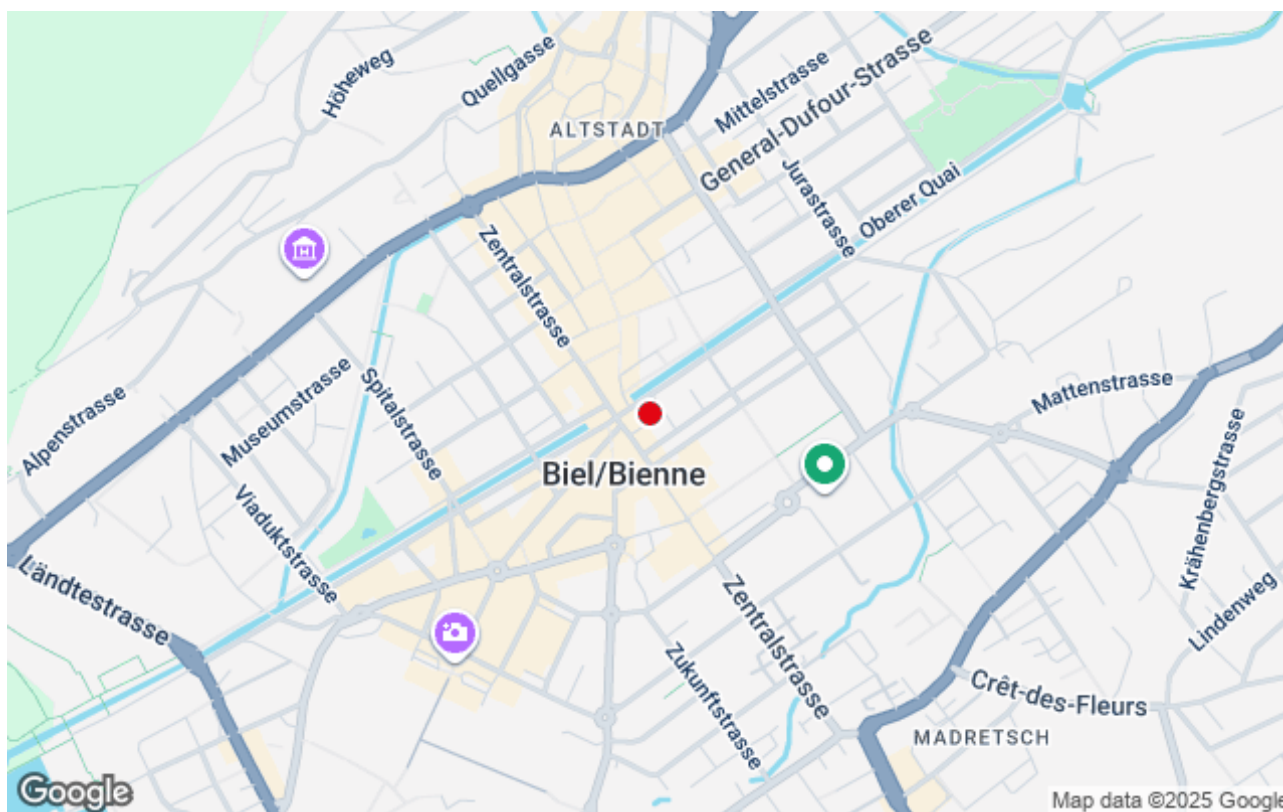 Höheweg
Quellgasse
ALTSTADT
Mittelstrasse
General-Dufour-Strasse
Jurastrasse
Oberer Quai
Zentralstrasse
Alpenstrasse
Museumstrasse
Spitalstrasse
Mattenstrasse
Krähenbergstrasse
Biel/Bienne
Viaduktstrasse
Ländtestrasse
Zentralstrasse
Lindenweg
Zukunftstrasse
Crêt-des-Fleurs
MADRETSCH
Google
Map data ©2025 Google